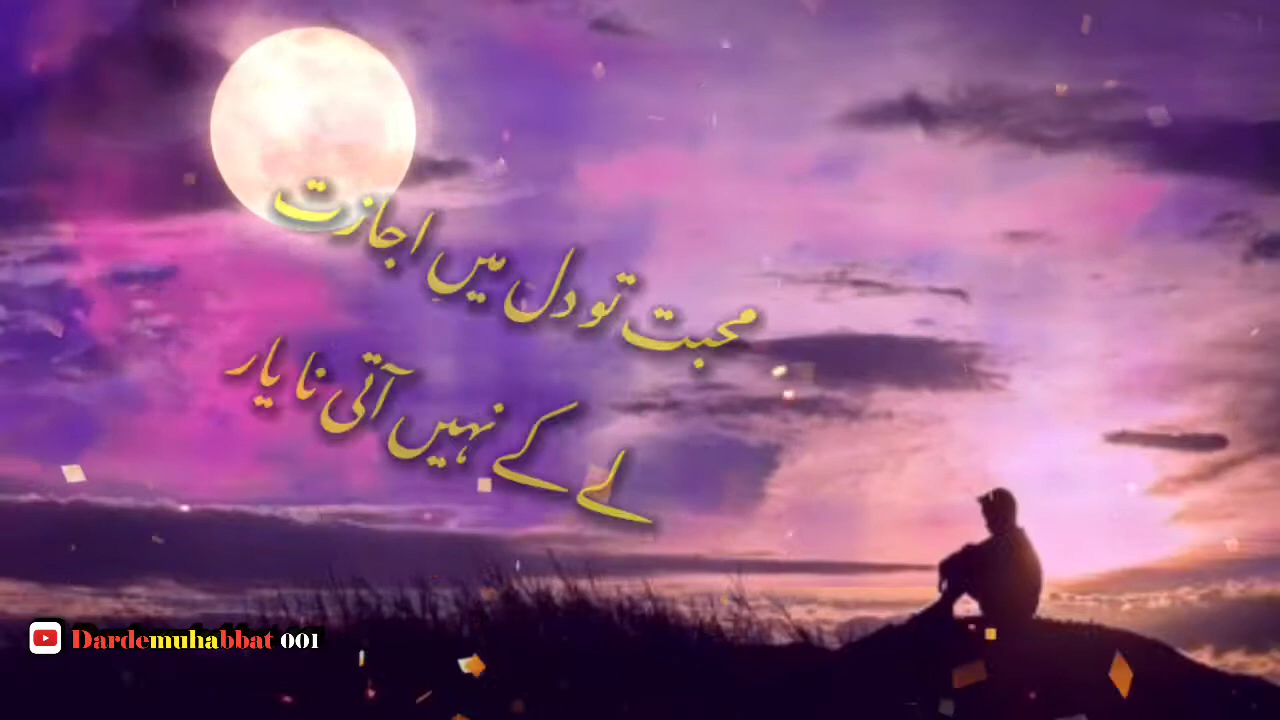 محبت تو دل میں اجازت
لے کے نہیں آتی نا یار
Dardemuhabbat 001